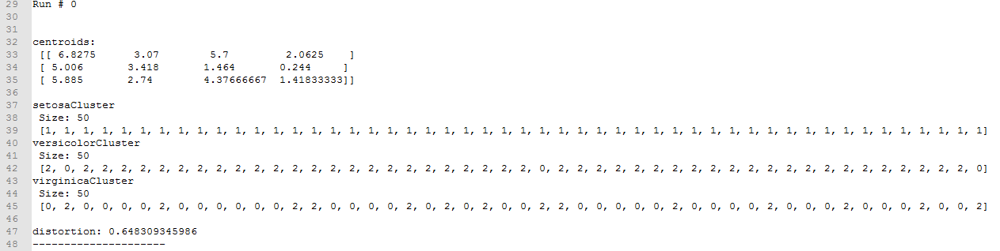 29 Run # 0
30
31
32 centroids:
33 [[ 6.8275 3.07 5.7 2.0625 ]
34 [ 5.006 3.418 1.464 0.244 ]
35 [ 5.885 2.74 4.37666667 1.41833333]]
36
37 setosaCluster
38 Size: 50
39 [1, 1, 1, 1, 1, 1, 1, 1, 1, 1, 1, 1, 1, 1, 1, 1, 1, 1, 1, 1, 1, 1, 1, 1, 1, 1, 1, 1, 1, 1, 1, 1, 1, 1, 1, 1, 1, 1, 1, 1, 1, 1, 1, 1, 1, 1, 1, 1, 1, 1]
40 versicolorCluster
41 Size: 50
42 [2, 0, 2, 2, 2, 2, 2, 2, 2, 2, 2, 2, 2, 2, 2, 2, 2, 2, 2, 2, 2, 2, 2, 2, 2, 2, 0, 2, 2, 2, 2, 2, 2, 2, 2, 2, 2, 2, 2, 2, 2, 2, 2, 2, 2, 2, 2, 2, 2, 0]
43 virginicaCluster
44 Size: 50
45 [0, 2, 0, 0, 0, 0, 2, 0, 0, 0, 0, 0, 0, 2, 2, 0, 0, 0, 0, 2, 0, 2, 0, 2, 0, 0, 2, 2, 0, 0, 0, 0, 0, 2, 0, 0, 0, 0, 2, 0, 0, 0, 2, 0, 0, 0, 2, 0, 0, 2]
46
47 distortion: 0.648309345986
48 ---------------------